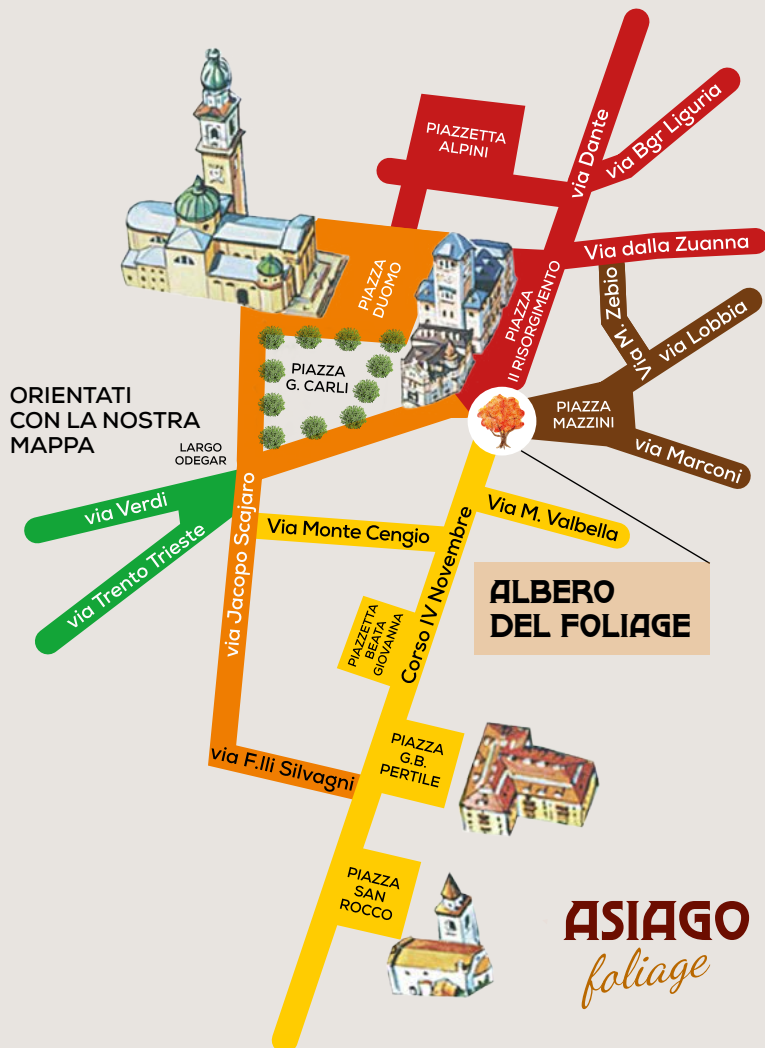 PIAZZETTA
ALPINI
via Dante
via Bgr Liguria
Via dalla Zuanna
PIAZZA
DUOMO
PIAZZA
II RISORGIMENTO
Via M. Zebio
via Lobbia
PIAZZA
G. CARLI
PIAZZA
MAZZINI
via Marconi
ORIENTATI
CON LA NOSTRA
MAPPA
LARGO
ODEGAR
via Verdi
via Trento Trieste
via Jacopo Scajaro
Via Monte Cengio
Via M. Valbella
Corso IV Novembre
ALBERO
DEL FOLIAGE
PIAZZETTA
BEATA
GIOVANNA
PIAZZA
G.B.
PERTILE
via F.lli Silvagni
PIAZZA
SAN
ROCCO
ASIAGO
foliage